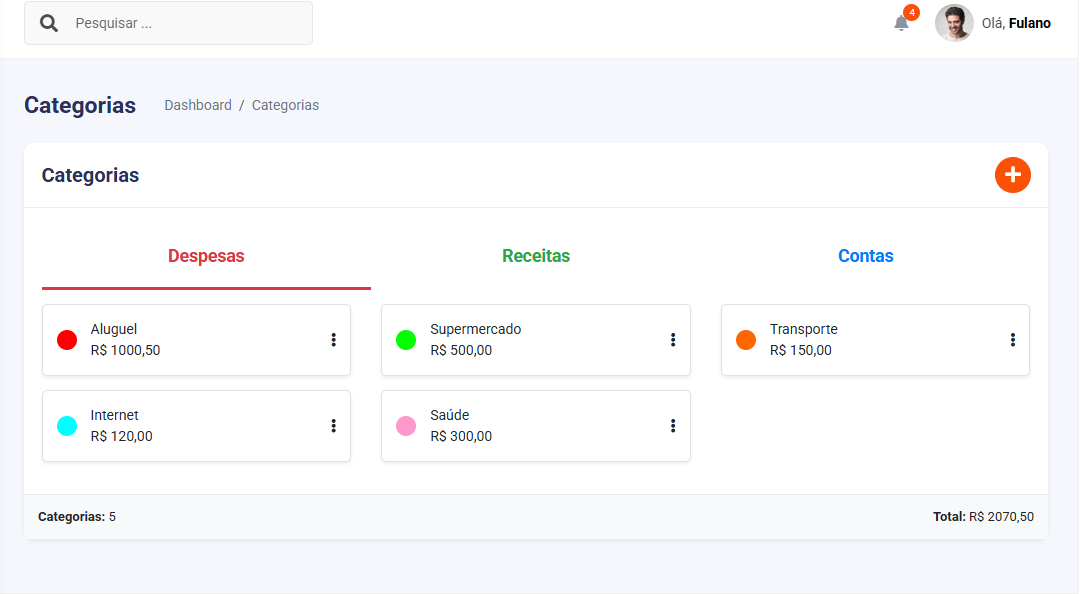 Pesquisar ...
4
Olá, Fulano
Categorias
Dashboard / Categorias
Categorias
Despesas
Receitas
Contas
Aluguel
R$ 1000,50
Supermercado
R$ 500,00
Transporte
R$ 150,00
Internet
R$ 120,00
Saúde
R$ 300,00
Categorias: 5
Total: R$ 2070,50